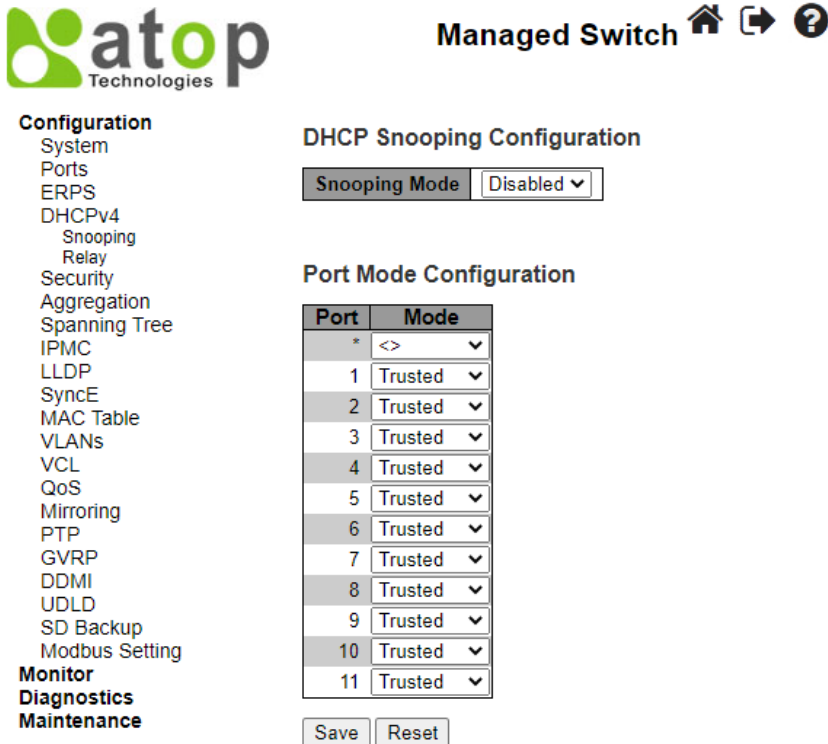 atop
Technologies
Managed Switch
Configuration
System
Ports
ERPS
DHCPv4
Snooping
Relay
Security
Aggregation
Spanning Tree
IPMC
LLDP
SyncE
MAC Table
VLANs
VCL
QoS
Mirroring
PTP
GVRP
DDMI
UDLD
SD Backup
Modbus Setting
Monitor
Diagnostics
Maintenance
DHCP Snooping Configuration
Snooping Mode Disabled
Port Mode Configuration
Port Mode
* <>
1 Trusted
2 Trusted
3 Trusted
4 Trusted
5 Trusted
6 Trusted
7 Trusted
8 Trusted
9 Trusted
10 Trusted
11 Trusted
Save Reset